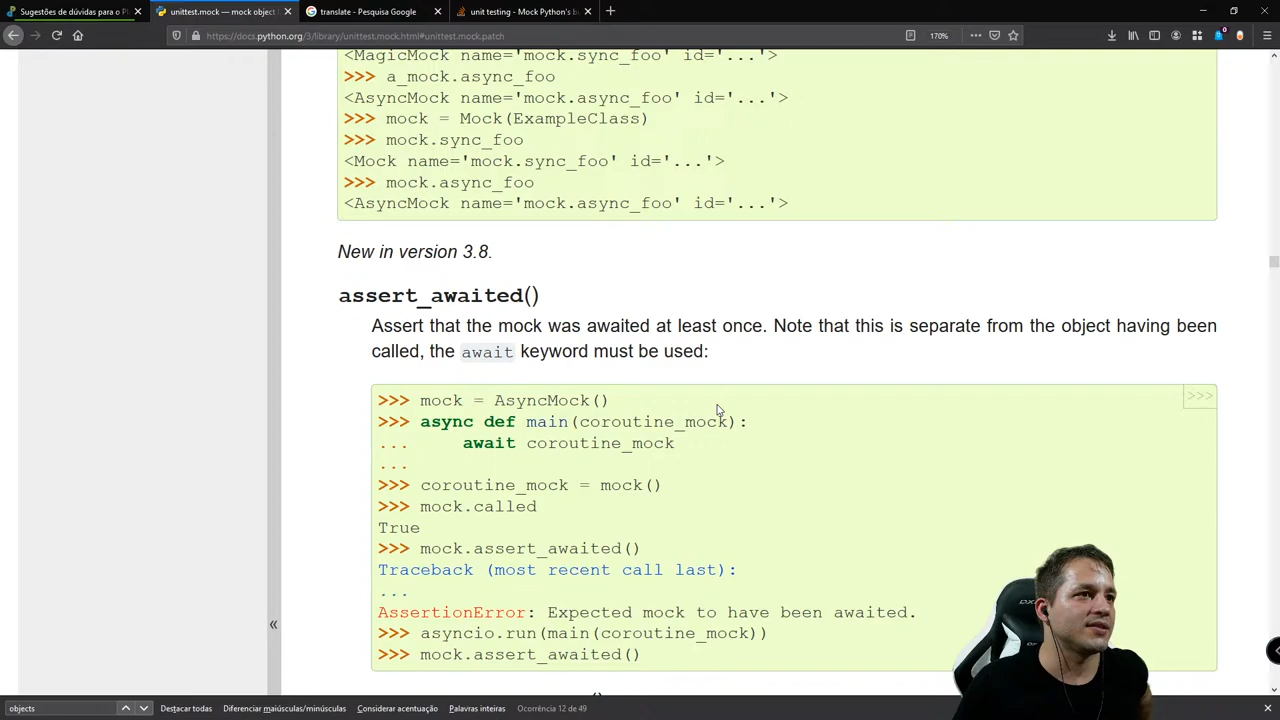 Sugestões de dúvidas para o Pl
unittest.mock — mock object l
translate - Pesquisa Google
unit testing - Mock Python's b
https://docs.python.org/3/library/unittest.mock.html#unittest.mock.patch
170%
<MagicMock name='mock.sync_foo' id='...'>
>>> a_mock.async_foo
<AsyncMock name='mock.async_foo' id='...'>
>>> mock = Mock(ExampleClass)
>>> mock.sync_foo
<Mock name='mock.sync_foo' id='...'>
>>> mock.async_foo
<AsyncMock name='mock.async_foo' id='...'>
New in version 3.8.
assert_awaited()
Assert that the mock was awaited at least once. Note that this is separate from the object having been
called, the await keyword must be used:
>>>
>>> mock = AsyncMock()
>>> async def main(coroutine_mock):
... await coroutine_mock
...
>>> coroutine_mock = mock()
>>> mock.called
True
>>> mock.assert_awaited()
Traceback (most recent call last):
...
AssertionError: Expected mock to have been awaited.
>>> asyncio.run(main(coroutine_mock))
>>> mock.assert_awaited()
«
objects
Destacar todas
Diferenciar maiúsculas/minúsculas
Considerar acentuação
Palavras inteiras
Ocorrência 12 de 49